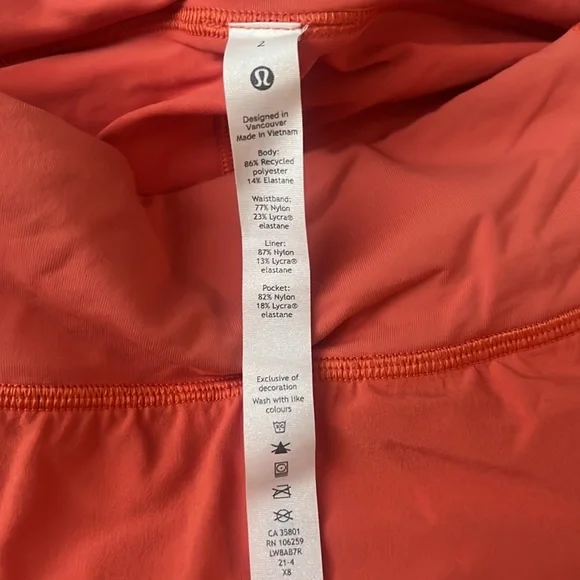 2
Designed in
Vancouver
Made in Vietnam
Body:
86% Recycled
polyester
14% Elastane
Waistband:
77% Nylon
23% Lycra®
elastane
Liner:
87% Nylon
13% Lycra®
elastane
Pocket:
82% Nylon
18% Lycra®
elastane
Exclusive of
decoration
Wash with like
colours
CA 35801
RN 106259
LW8AB7R
21-4
X8